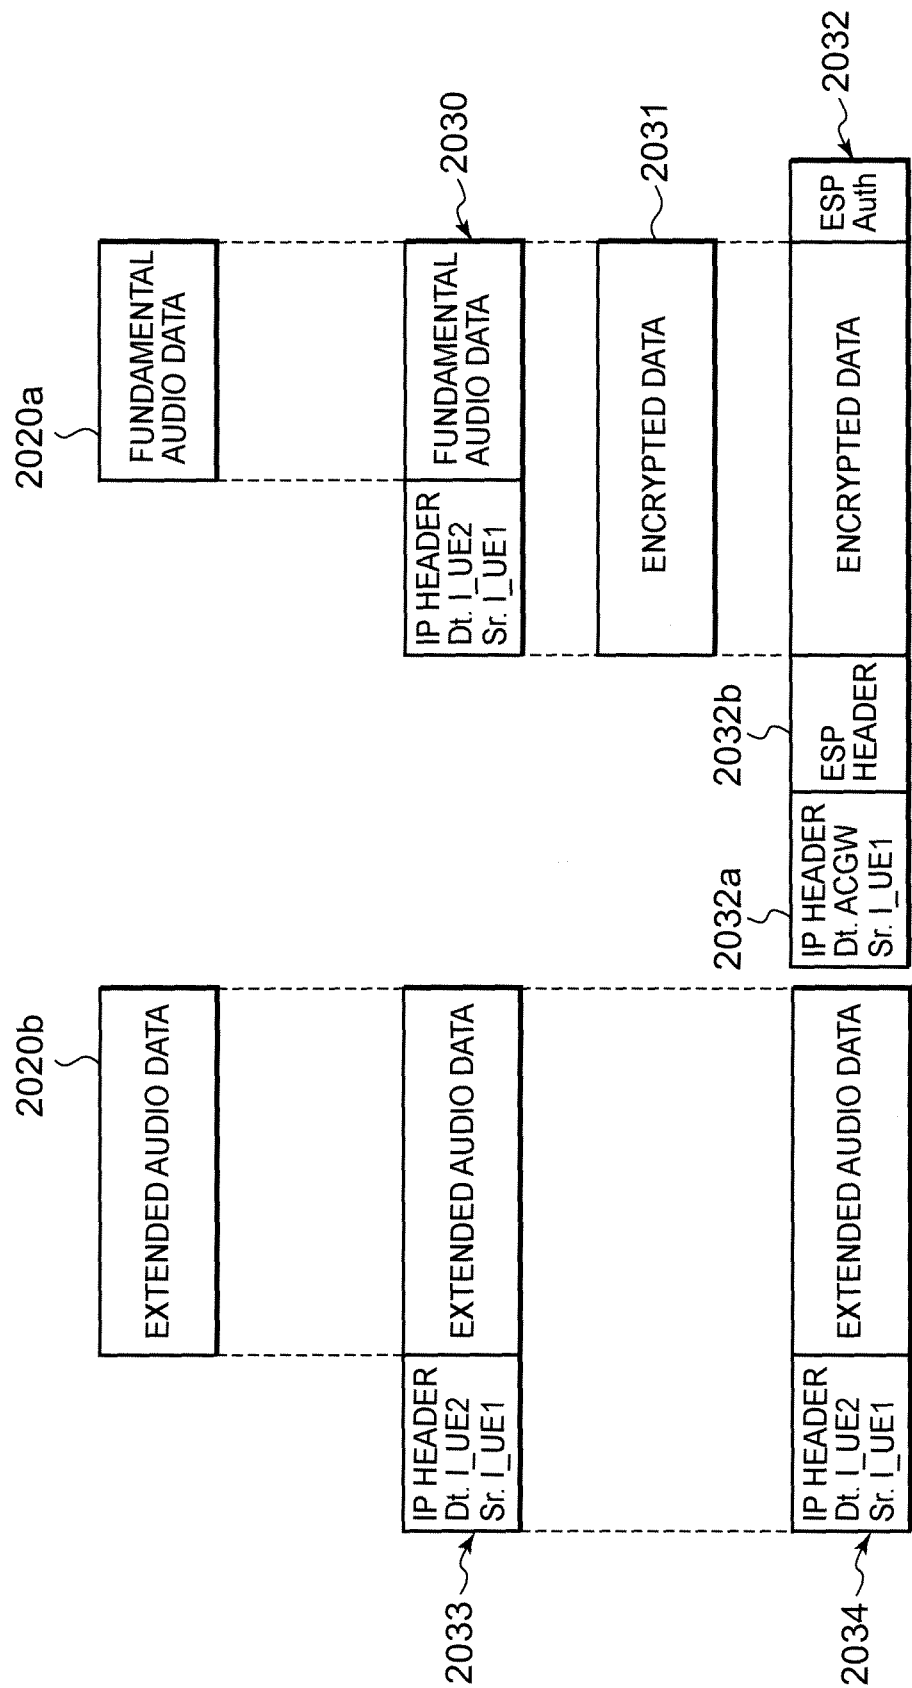 2020b
2020a
EXTENDED AUDIO DATA
FUNDAMENTAL
AUDIO DATA
2033
IP HEADER
Dt. I_UE2
Sr. I_UE1
EXTENDED AUDIO DATA
IP HEADER
Dt. I_UE2
Sr. I_UE1
FUNDAMENTAL
AUDIO DATA
2030
ENCRYPTED DATA
2031
2034
IP HEADER
Dt. I_UE2
Sr. I_UE1
EXTENDED AUDIO DATA
2032a
IP HEADER
Dt. ACGW
Sr. I_UE1
2032b
ESP
HEADER
ENCRYPTED DATA
ESP
Auth
2032